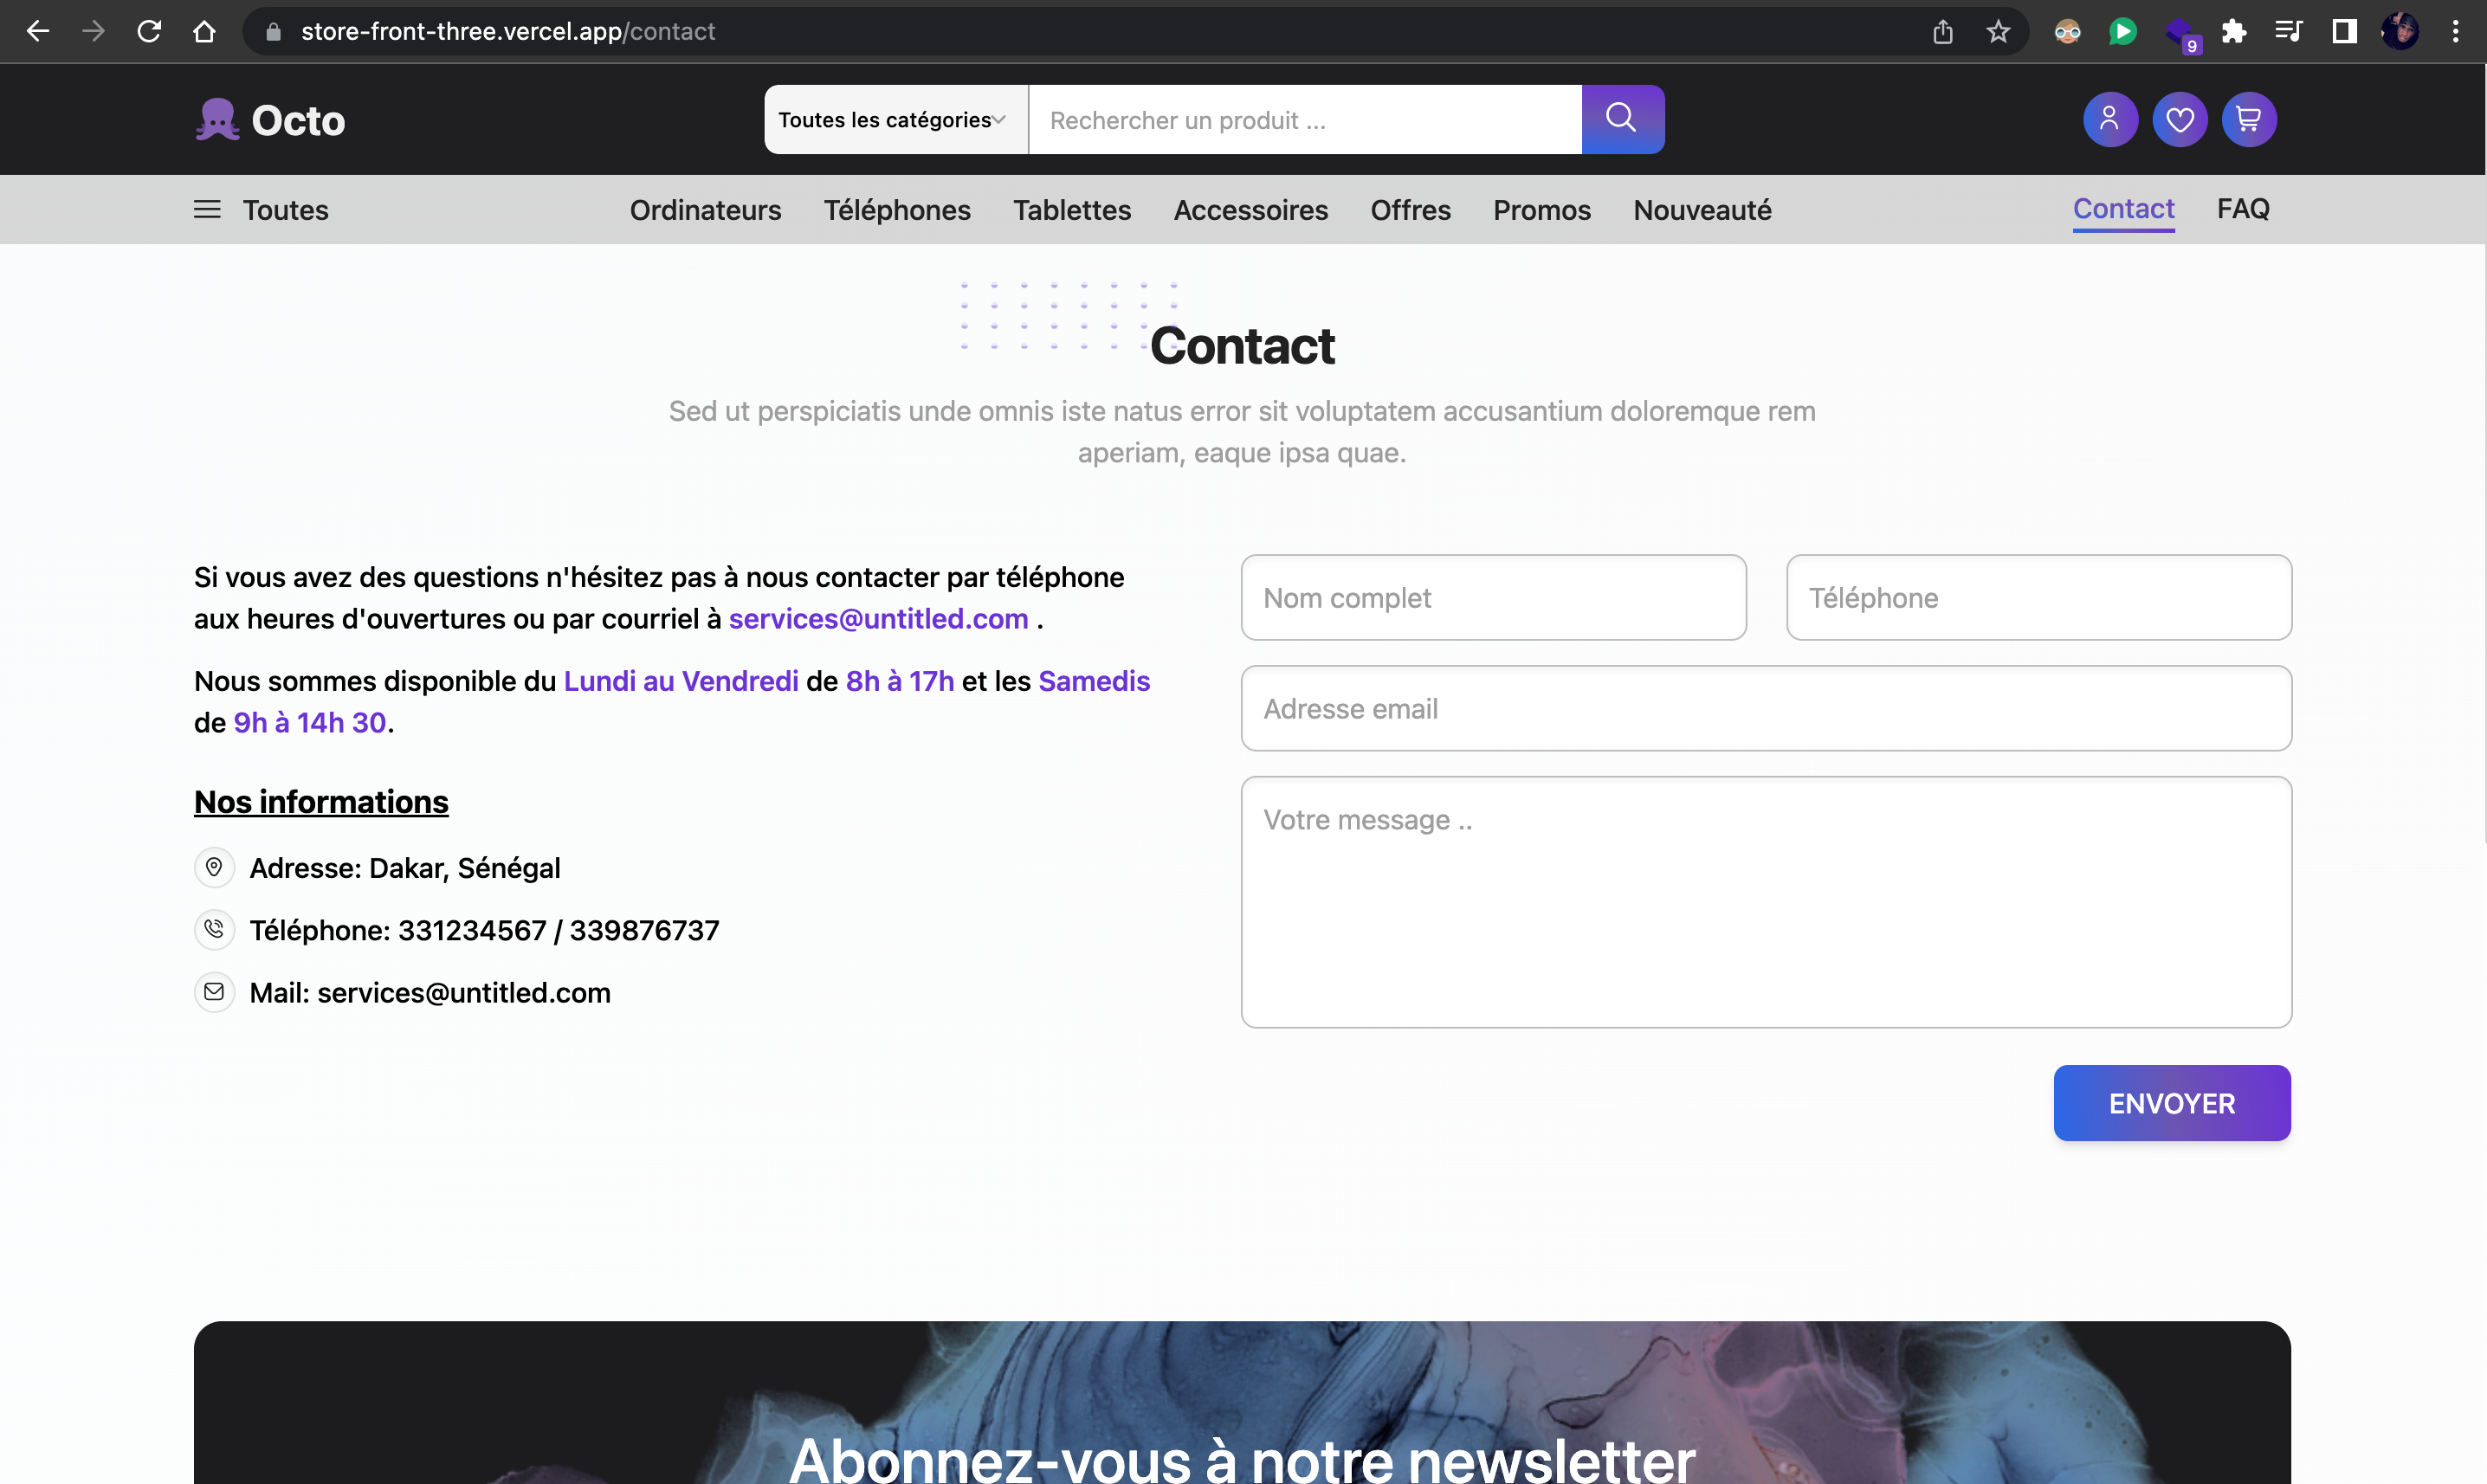 store-front-three.vercel.app/contact
9
Octo
Toutes les catégories
Rechercher un produit ...
Toutes
Ordinateurs
Téléphones
Tablettes
Accessoires
Offres
Promos
Nouveauté
Contact
FAQ
Contact
Sed ut perspiciatis unde omnis iste natus error sit voluptatem accusantium doloremque rem
aperiam, eaque ipsa quae.
Si vous avez des questions n'hésitez pas à nous contacter par téléphone
aux heures d'ouvertures ou par courriel à services@untitled.com .
Nous sommes disponible du Lundi au Vendredi de 8h à 17h et les Samedis
de 9h à 14h 30.
Nos informations
Adresse: Dakar, Sénégal
Téléphone: 331234567 / 339876737
Mail: services@untitled.com
Nom complet
Téléphone
Adresse email
Votre message ..
ENVOYER
Abonnez-vous à notre newsletter